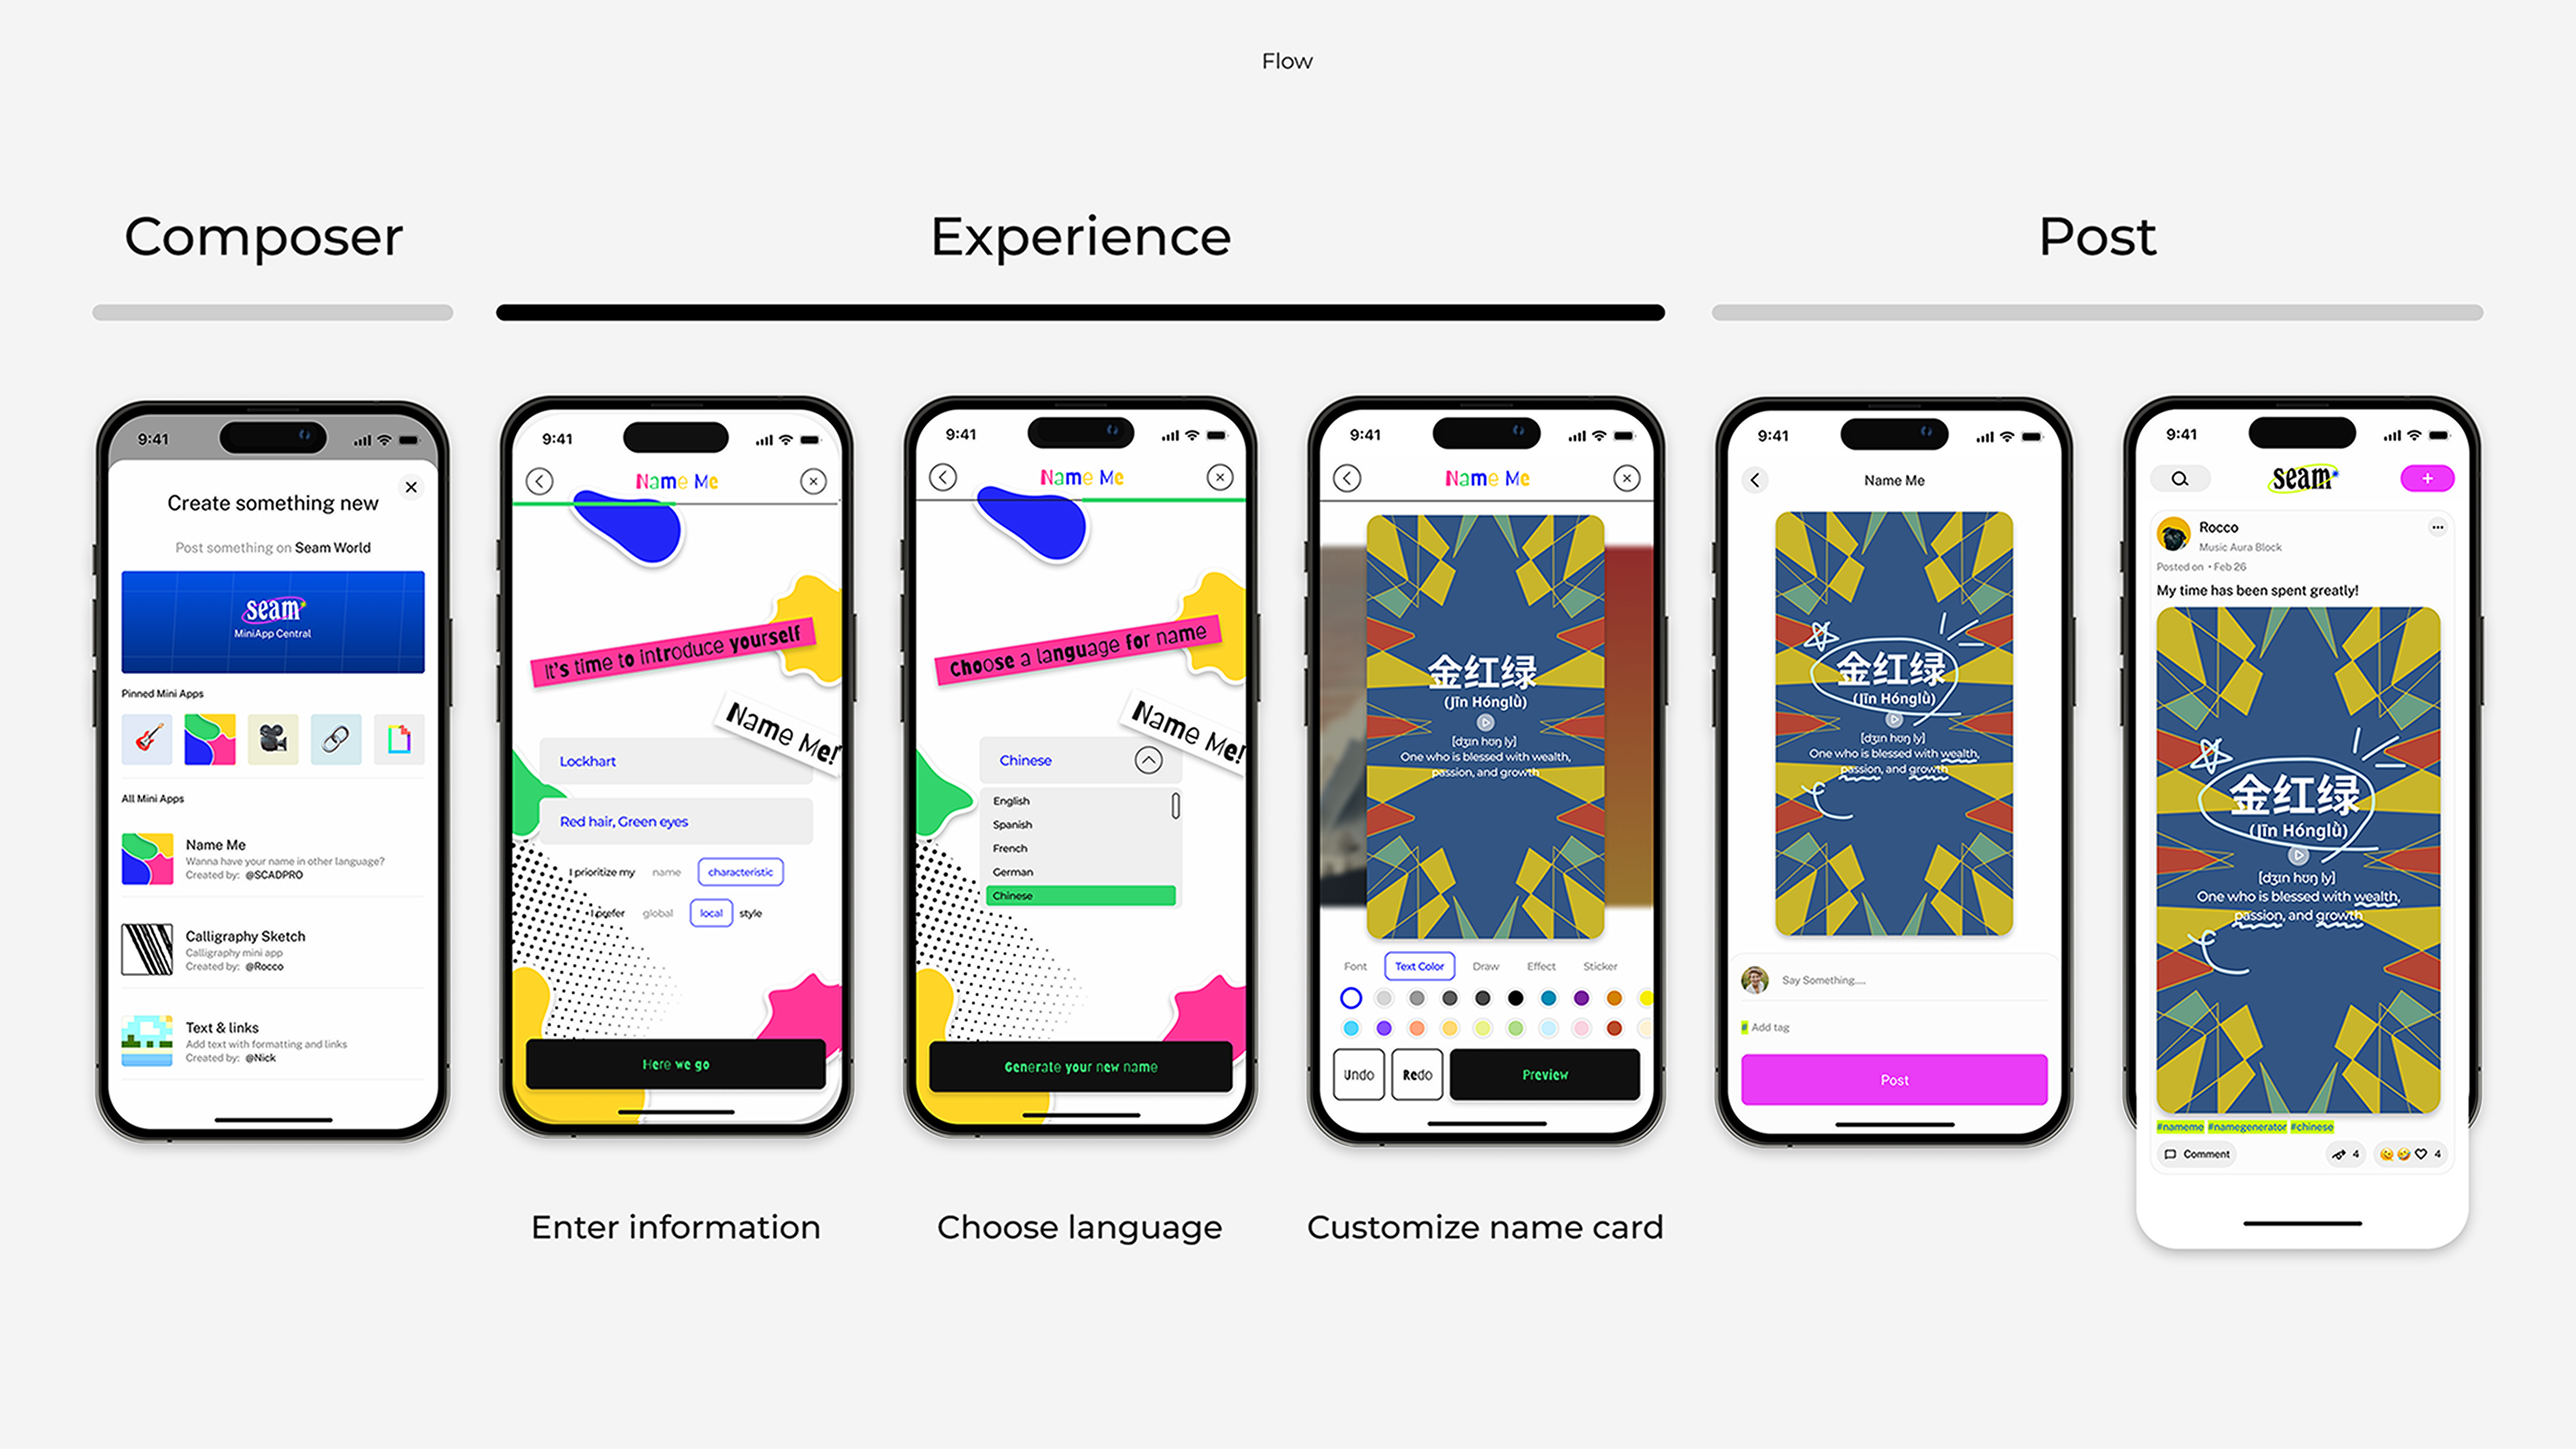 Flow
Composer
Experience
Post
9:41
Create something new
Post something on Seam World
seam
MiniApp Central
Pinned Mini Apps
All Mini Apps
Name Me
Wanna have your name in other language?
Created by: @SCADPRO
Calligraphy Sketch
Calligraphy mini app
Created by: @Rocco
Text & links
Add text with formatting and links
Created by: @Nick
9:41
Name Me
It's time to introduce yourself
Name Me!
Lockhart
Red hair, Green eyes
I prioritize my name characteristic
I prefer global local style
Here we go
Enter information
9:41
Name Me
Choose a language for name
Name Me!
Chinese
English
Spanish
French
German
Chinese
Generate your new name
Choose language
9:41
Name Me
金红绿
(Jīn Hónglǜ)
[dʒɪn hʊŋ ly]
One who is blessed with wealth,
passion, and growth
Font Text Color Draw Effect Sticker
Undo Redo Preview
Customize name card
9:41
Name Me
金红绿
(Jīn Hónglǜ)
[dʒɪn hʊŋ ly]
One who is blessed with wealth,
passion, and growth
Say Something....
# Add tag
Post
9:41
seam
Rocco
Music Aura Block
Posted on • Feb 26
My time has been spent greatly!
金红绿
(Jīn Hónglǜ)
[dʒɪn hʊŋ ly]
One who is blessed with wealth,
passion, and growth
#nameme #namegenerator #chinese
Comment 4 4